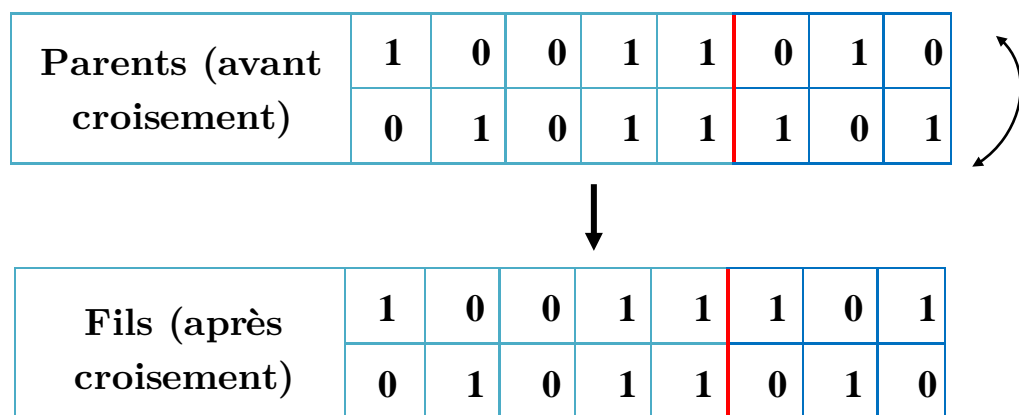 Parents (avant croisement)
1 0 0 1 1 0 1 0
0 1 0 1 1 1 0 1
Fils (après croisement)
1 0 0 1 1 1 0 1
0 1 0 1 1 0 1 0